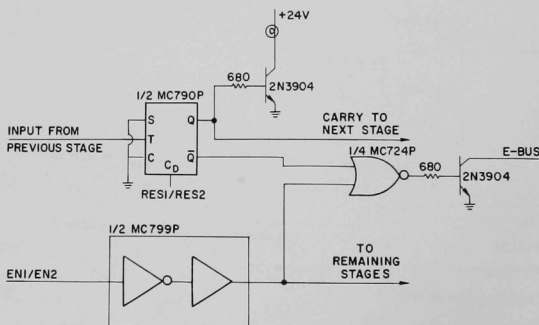 +24V
680
2N3904
1/2 MC790P
S
Q
T
C
Q
C_D
INPUT FROM
PREVIOUS STAGE
RES1/RES2
CARRY TO
NEXT STAGE
1/4 MC724P
680
2N3904
E-BUS
1/2 MC799P
EN1/EN2
TO
REMAINING
STAGES